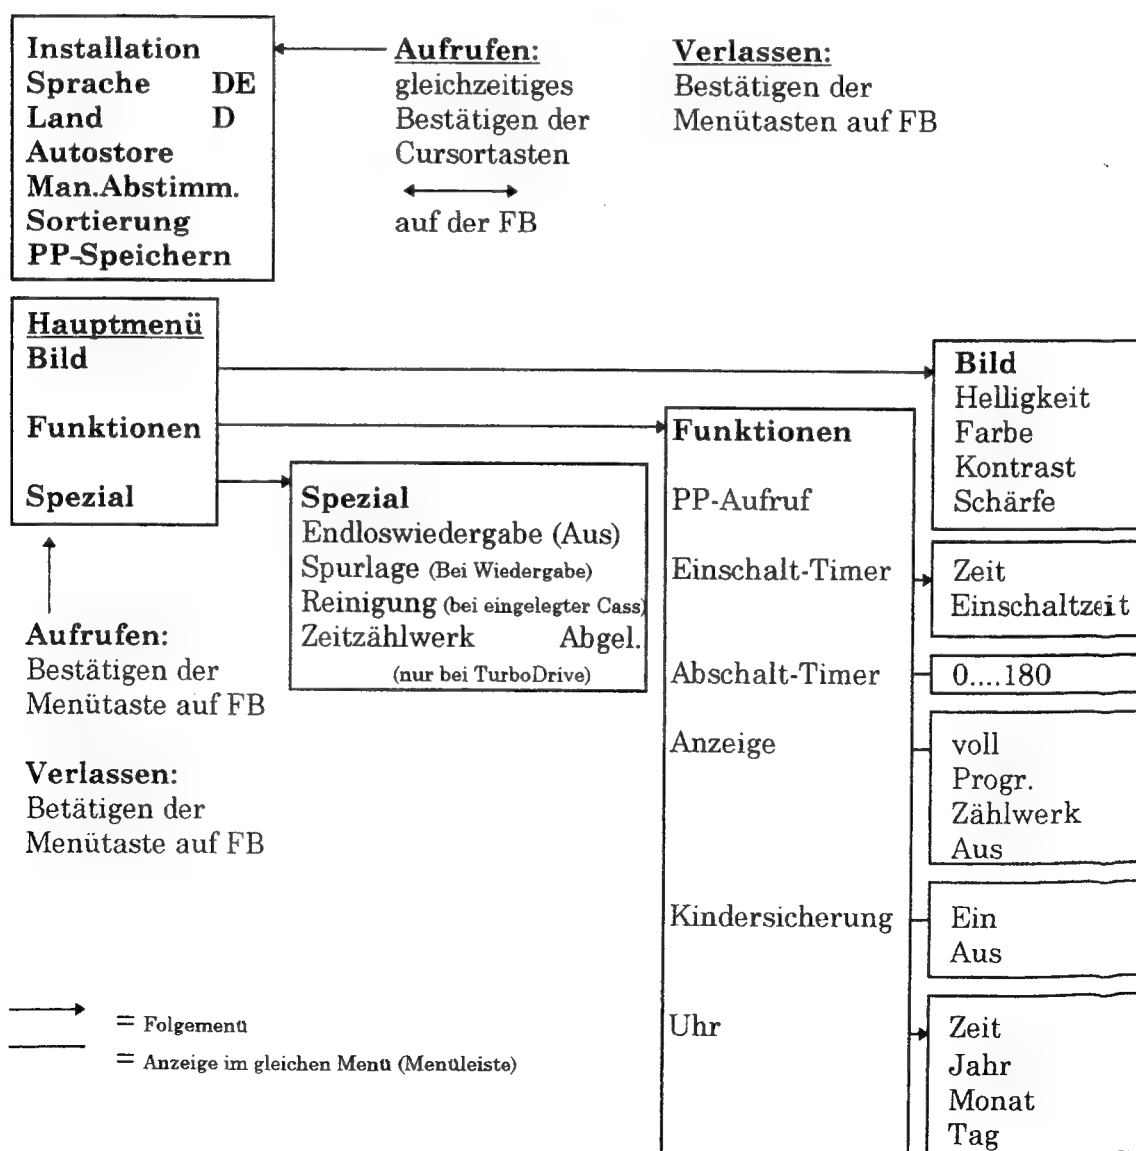 Installation
Sprache DE
Land D
Autostore
Man.Abstimm.
Sortierung
PP-Speichern
Aufrufen:
gleichzeitiges
Bestätigen der
Cursortasten
auf der FB
Verlassen:
Bestätigen der
Menütasten auf FB
Hauptmenü
Bild
Funktionen
Spezial
Aufrufen:
Bestätigen der
Menütaste auf FB
Verlassen:
Betätigen der
Menütaste auf FB
Spezial
Endloswiedergabe (Aus)
Spurlage (Bei Wiedergabe)
Reinigung (bei eingelegter Cass)
Zeitzählwerk Abgel.
(nur bei TurboDrive)
Funktionen
PP-Aufruf
Einschalt-Timer
Abschalt-Timer
Anzeige
Kindersicherung
Uhr
Bild
Helligkeit
Farbe
Kontrast
Schärfe
Zeit
Einschaltzeit
0....180
voll
Progr.
Zählwerk
Aus
Ein
Aus
Zeit
Jahr
Monat
Tag
= Folgemenü
= Anzeige im gleichen Menü (Menüleiste)